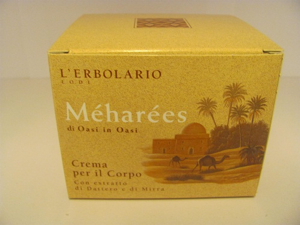 L'ERBOLARIO
LODI
Méharées
di Oasi in Oasi
Crema
per il Corpo
Con estratto
di Dattero e di Mirra